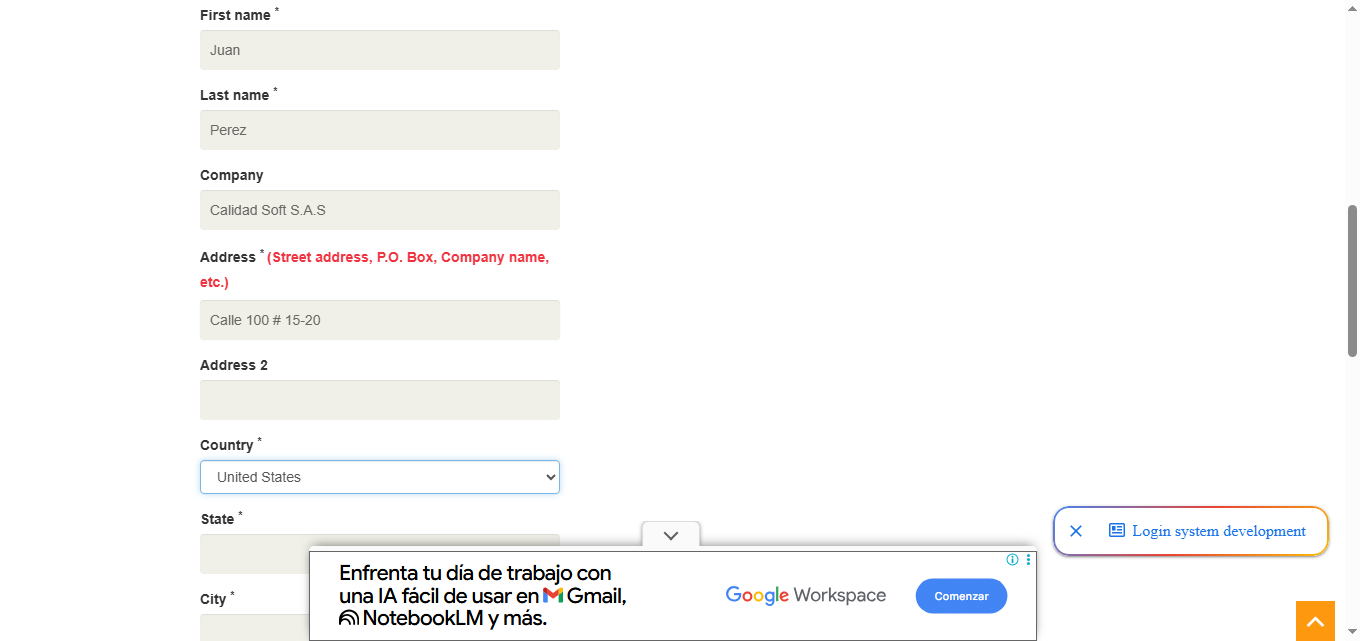 First name *
Juan
Last name *
Perez
Company
Calidad Soft S.A.S
Address * (Street address, P.O. Box, Company name,
etc.)
Calle 100 # 15-20
Address 2
Country *
United States
State *
Login system development
City *
Enfrenta tu día de trabajo con
una IA fácil de usar en Gmail,
NotebookLM y más.
Google Workspace
Comenzar